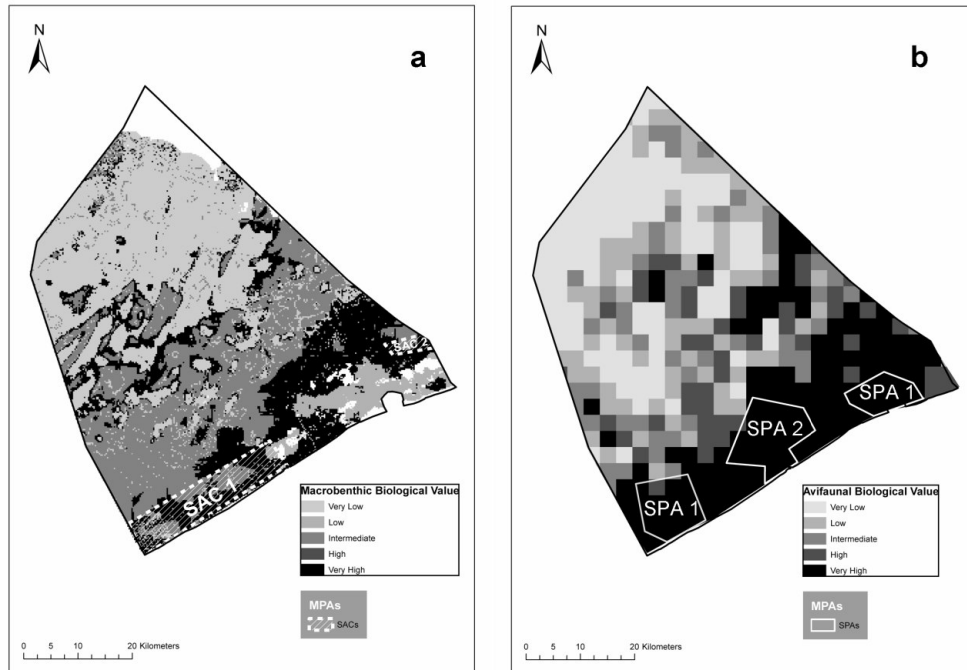 N
a
SAC 2
SAC 1
Macrobenthic Biological Value
Very Low
Low
Intermediate
High
Very High
MPAs
SACs
0 5 10 20 Kilometers
N
b
SPA 1
SPA 2
SPA 1
Avifaunal Biological Value
Very Low
Low
Intermediate
High
Very High
MPAs
SPAs
0 5 10 20 Kilometers